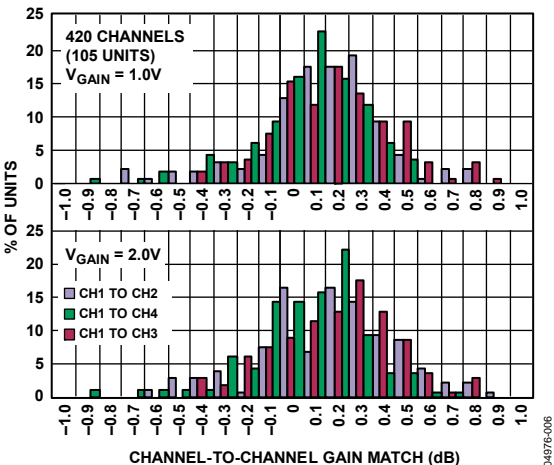 25
20
15
10
5
0
420 CHANNELS
(105 UNITS)
VGAIN = 1.0V
–1.0 –0.9 –0.8 –0.7 –0.6 –0.5 –0.4 –0.3 –0.2 –0.1 0 0.1 0.2 0.3 0.4 0.5 0.6 0.7 0.8 0.9 1.0
% OF UNITS
25
20
15
10
5
0
VGAIN = 2.0V
CH1 TO CH2
CH1 TO CH4
CH1 TO CH3
–1.0 –0.9 –0.8 –0.7 –0.6 –0.5 –0.4 –0.3 –0.2 –0.1 0 0.1 0.2 0.3 0.4 0.5 0.6 0.7 0.8 0.9 1.0
CHANNEL-TO-CHANNEL GAIN MATCH (dB)
04976-006